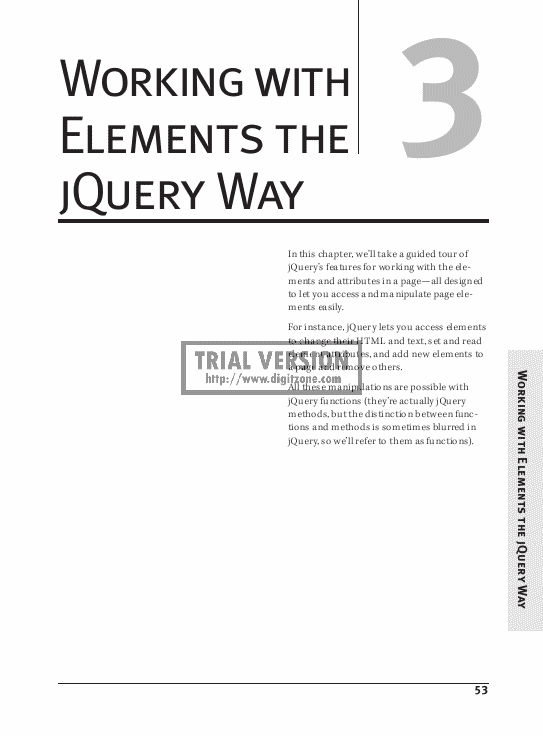 Working with
Elements the
jQuery Way
3
In this chapter, we'll take a guided tour of
jQuery's features for working with the ele-
ments and attributes in a page—all designed
to let you access and manipulate page ele-
ments easily.
For instance, jQuery lets you access elements
to change their HTML and text, set and read
element attributes, and add new elements to
a page and remove others.
All these manipulations are possible with
jQuery functions (they're actually jQuery
methods, but the distinction between func-
tions and methods is sometimes blurred in
jQuery, so we'll refer to them as functions).
TRIAL VERSION
http://www.digitzone.com
Working with Elements the jQuery Way
53